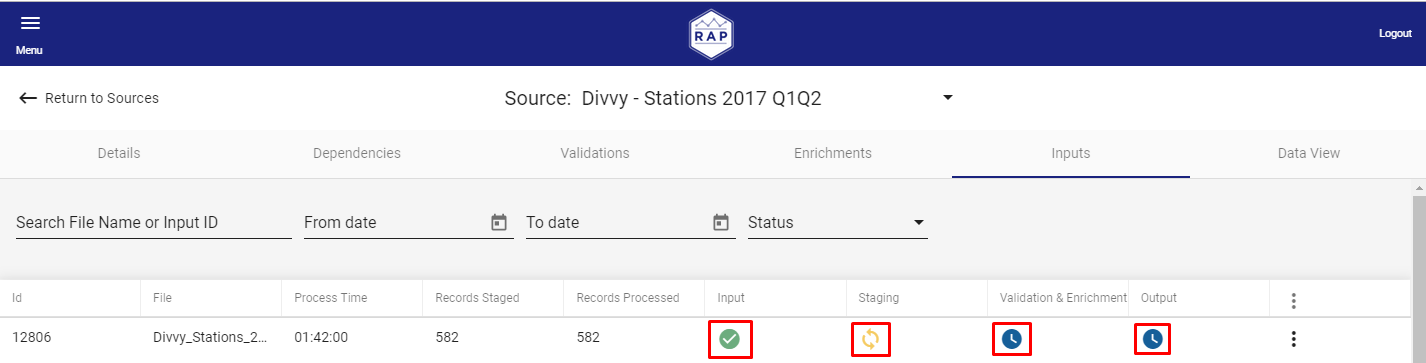 RAP
Menu
Logout
Return to Sources
Source: Divvy - Stations 2017 Q1Q2
Details Dependencies Validations Enrichments Inputs Data View
Search File Name or Input ID From date To date Status
Id File Process Time Records Staged Records Processed Input Staging Validation & Enrichment Output
12806 Divvy_Stations_2... 01:42:00 582 582